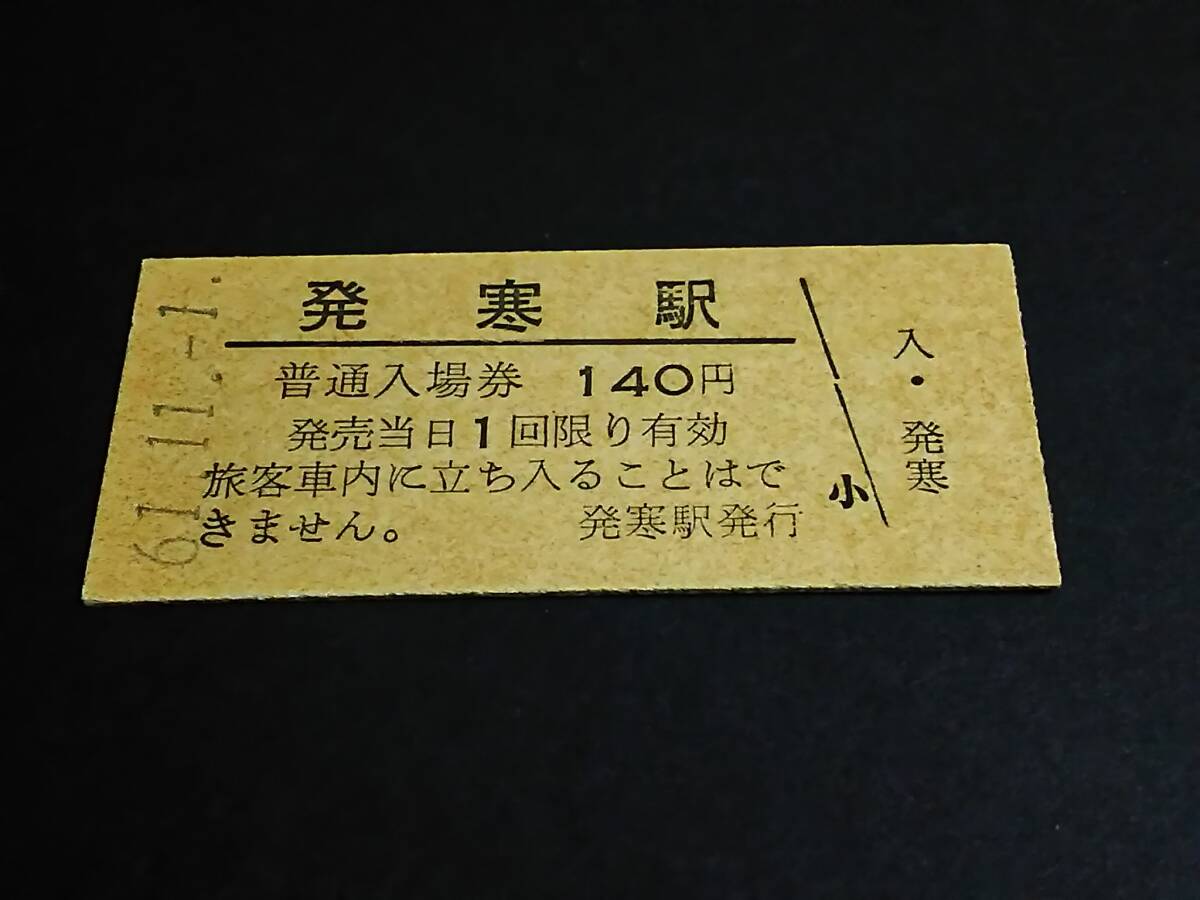 61.11.-1.
発寒駅
普通入場券 140円
発売当日1回限り有効
旅客車内に立ち入ることはで
きません。 発寒駅発行
小
入・発寒